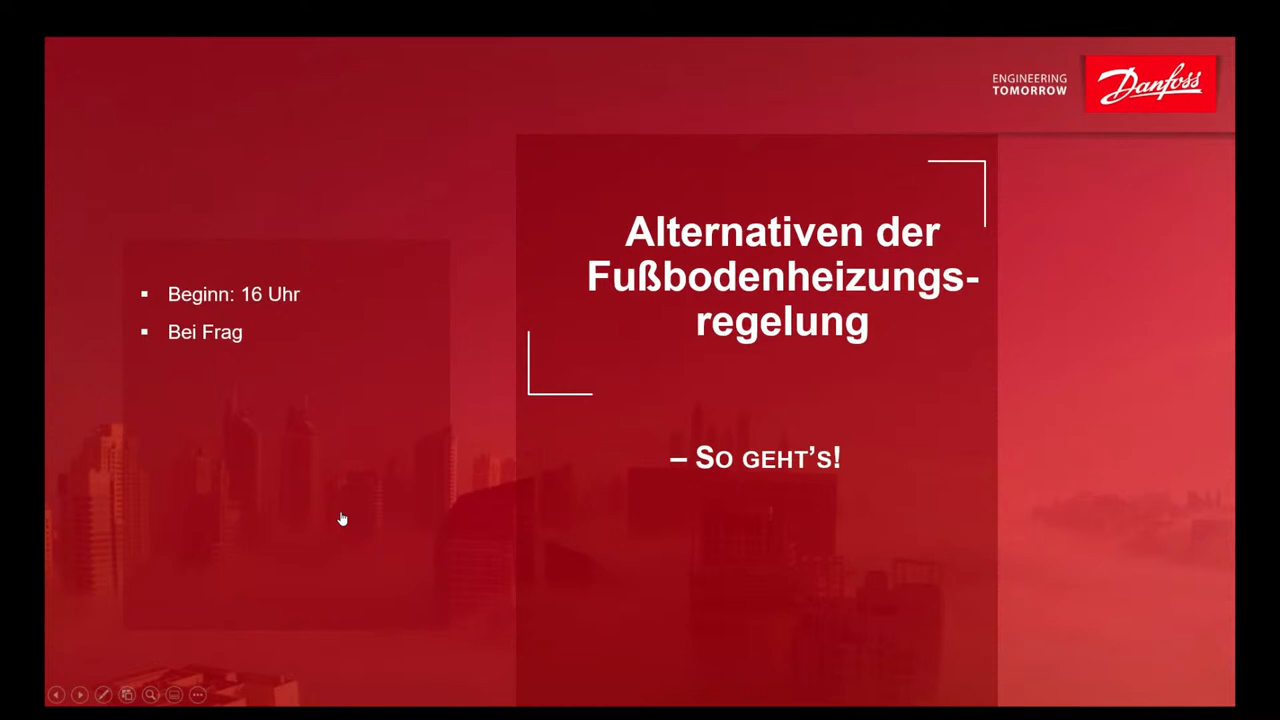 ENGINEERING
TOMORROW
Danfoss
Alternativen der
Fußbodenheizungs-
regelung
– SO GEHT’S!
▪ Beginn: 16 Uhr
▪ Bei Frag